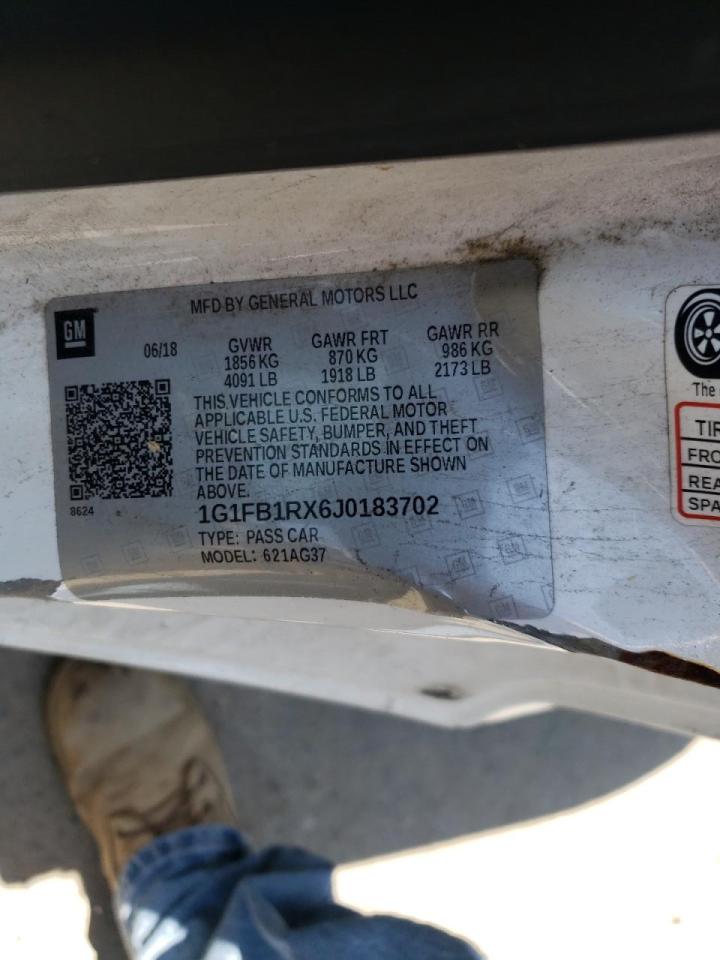 MFD BY GENERAL MOTORS LLC
GM
06/18 GVWR GAWR FRT GAWR RR
1856 KG 870 KG 986 KG
4091 LB 1918 LB 2173 LB
THIS VEHICLE CONFORMS TO ALL
APPLICABLE U.S. FEDERAL MOTOR
VEHICLE SAFETY, BUMPER, AND THEFT
PREVENTION STANDARDS IN EFFECT ON
THE DATE OF MANUFACTURE SHOWN
ABOVE.
8624
1G1FB1RX6J0183702
TYPE: PASS CAR
MODEL: 621AG37
The
TIR
FRO
REA
SPA